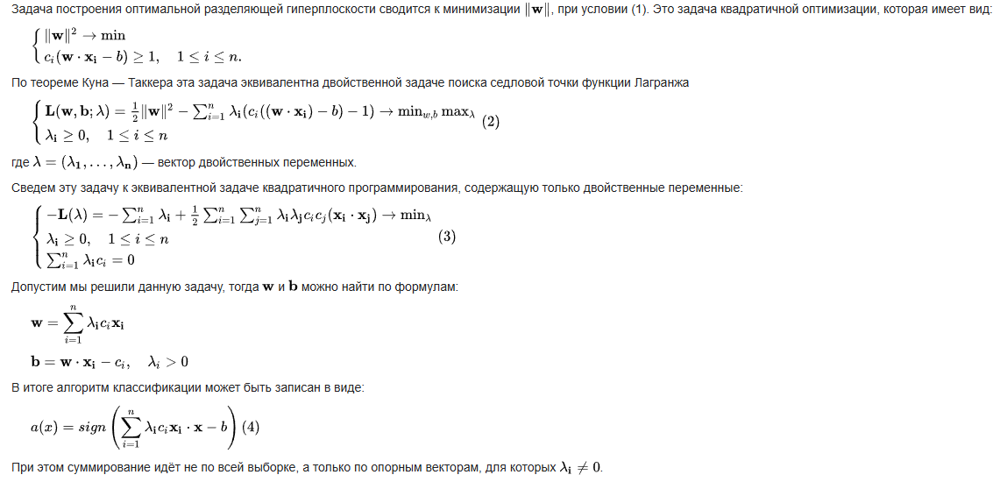 Задача построения оптимальной разделяющей гиперплоскости сводится к минимизации $\|\mathbf{w}\|$, при условии (1). Это задача квадратичной оптимизации, которая имеет вид:
$\begin{cases} \|\mathbf{w}\|^2 \to \min \\ c_i(\mathbf{w} \cdot \mathbf{x_i} - b) \geq 1, \quad 1 \leq i \leq n. \end{cases}$
По теореме Куна — Таккера эта задача эквивалентна двойственной задаче поиска седловой точки функции Лагранжа
$\begin{cases} \mathbf{L}(\mathbf{w}, \mathbf{b}; \lambda) = \frac{1}{2}\|\mathbf{w}\|^2 - \sum_{i=1}^{n} \lambda_{\mathbf{i}}(c_i((\mathbf{w} \cdot \mathbf{x_i}) - b) - 1) \to \min_{w,b} \max_{\lambda} \\ \lambda_{\mathbf{i}} \geq 0, \quad 1 \leq i \leq n \end{cases}$ (2)
где $\lambda = (\lambda_{\mathbf{1}}, \ldots, \lambda_{\mathbf{n}})$ — вектор двойственных переменных.
Сведем эту задачу к эквивалентной задаче квадратичного программирования, содержащую только двойственные переменные:
$\begin{cases} -\mathbf{L}(\lambda) = -\sum_{i=1}^{n} \lambda_{\mathbf{i}} + \frac{1}{2} \sum_{i=1}^{n} \sum_{j=1}^{n} \lambda_{\mathbf{i}} \lambda_{\mathbf{j}} c_i c_j (\mathbf{x_i} \cdot \mathbf{x_j}) \to \min_{\lambda} \\ \lambda_{\mathbf{i}} \geq 0, \quad 1 \leq i \leq n \\ \sum_{i=1}^{n} \lambda_{\mathbf{i}} c_i = 0 \end{cases}$ (3)
Допустим мы решили данную задачу, тогда $\mathbf{w}$ и $\mathbf{b}$ можно найти по формулам:
$\mathbf{w} = \sum_{i=1}^{n} \lambda_{\mathbf{i}} c_i \mathbf{x_i}$
$\mathbf{b} = \mathbf{w} \cdot \mathbf{x_i} - c_i, \quad \lambda_i > 0$
В итоге алгоритм классификации может быть записан в виде:
$a(x) = sign\left(\sum_{i=1}^{n} \lambda_{\mathbf{i}} c_i \mathbf{x_i} \cdot \mathbf{x} - b\right)$ (4)
При этом суммирование идёт не по всей выборке, а только по опорным векторам, для которых $\lambda_{\mathbf{i}} \neq 0$.